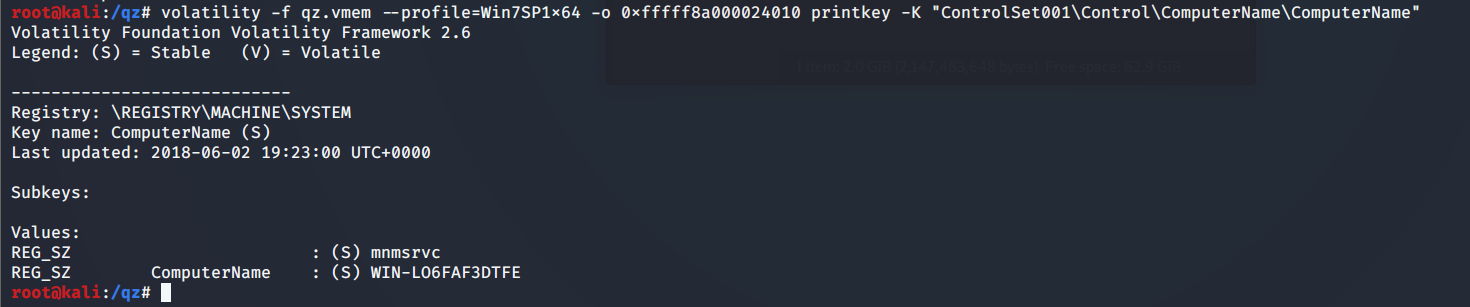 root@kali:/qz# volatility -f qz.vmem --profile=Win7SP1×64 -o 0×fffff8a000024010 printkey -K "ControlSet001\Control\ComputerName\ComputerName"
Volatility Foundation Volatility Framework 2.6
Legend: (S) = Stable   (V) = Volatile

----------------------------
Registry: \REGISTRY\MACHINE\SYSTEM
Key name: ComputerName (S)
Last updated: 2018-06-02 19:23:00 UTC+0000

Subkeys:

Values:
REG_SZ                        : (S) mnmsrvc
REG_SZ        ComputerName    : (S) WIN-LO6FAF3DTFE
root@kali:/qz#